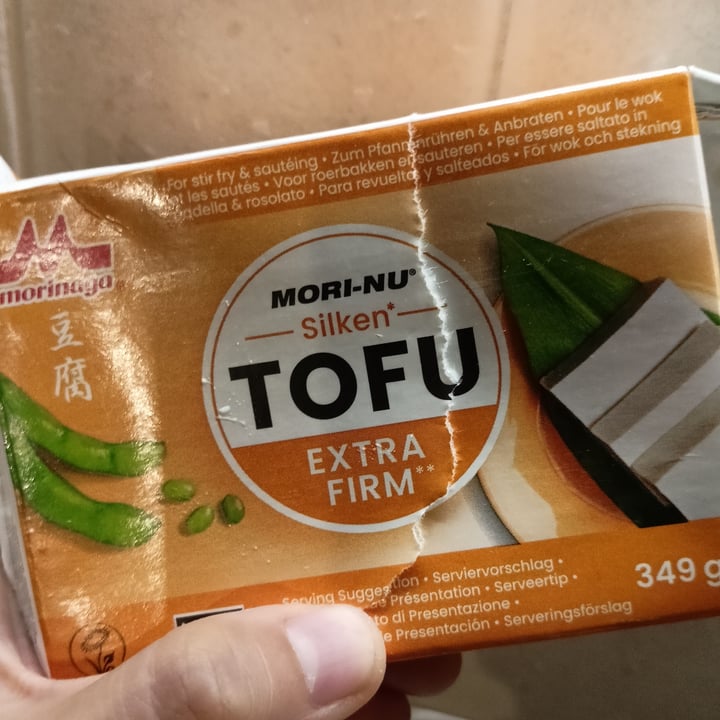 For stir fry & sautéing • Zum Pfannenrühren & Anbraten • Pour le wok
et les sautés • Voor roerbakken en sauteren • Per essere saltato in
padella & rosolato • Para revueltos y salteados • För wok och stekning
morinaga
豆腐
MORI-NU®
Silken*
TOFU
EXTRA
FIRM**
Serving Suggestion • Serviervorschlag •
Présentation • Serveertip •
di Presentazione •
de Presentación • Serveringsförslag
349 g